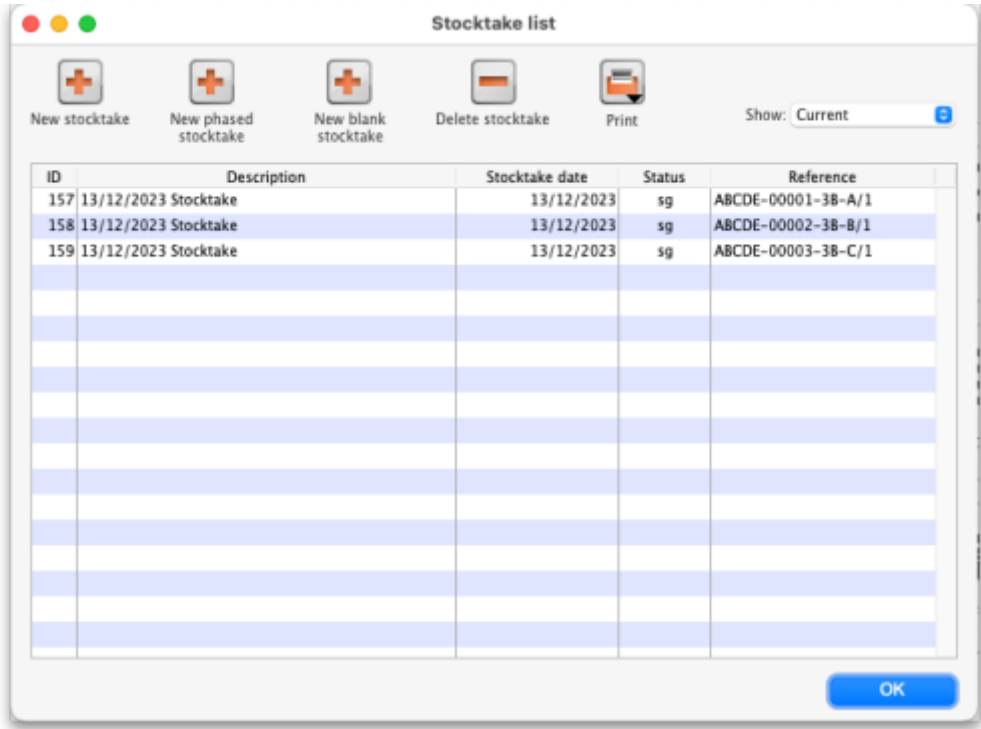 Stocktake list
New stocktake
New phased
stocktake
New blank
stocktake
Delete stocktake
Print
Show: Current
ID Description Stocktake date Status Reference
157 13/12/2023 Stocktake 13/12/2023 sg ABCDE-00001-3B-A/1
158 13/12/2023 Stocktake 13/12/2023 sg ABCDE-00002-3B-B/1
159 13/12/2023 Stocktake 13/12/2023 sg ABCDE-00003-3B-C/1
OK